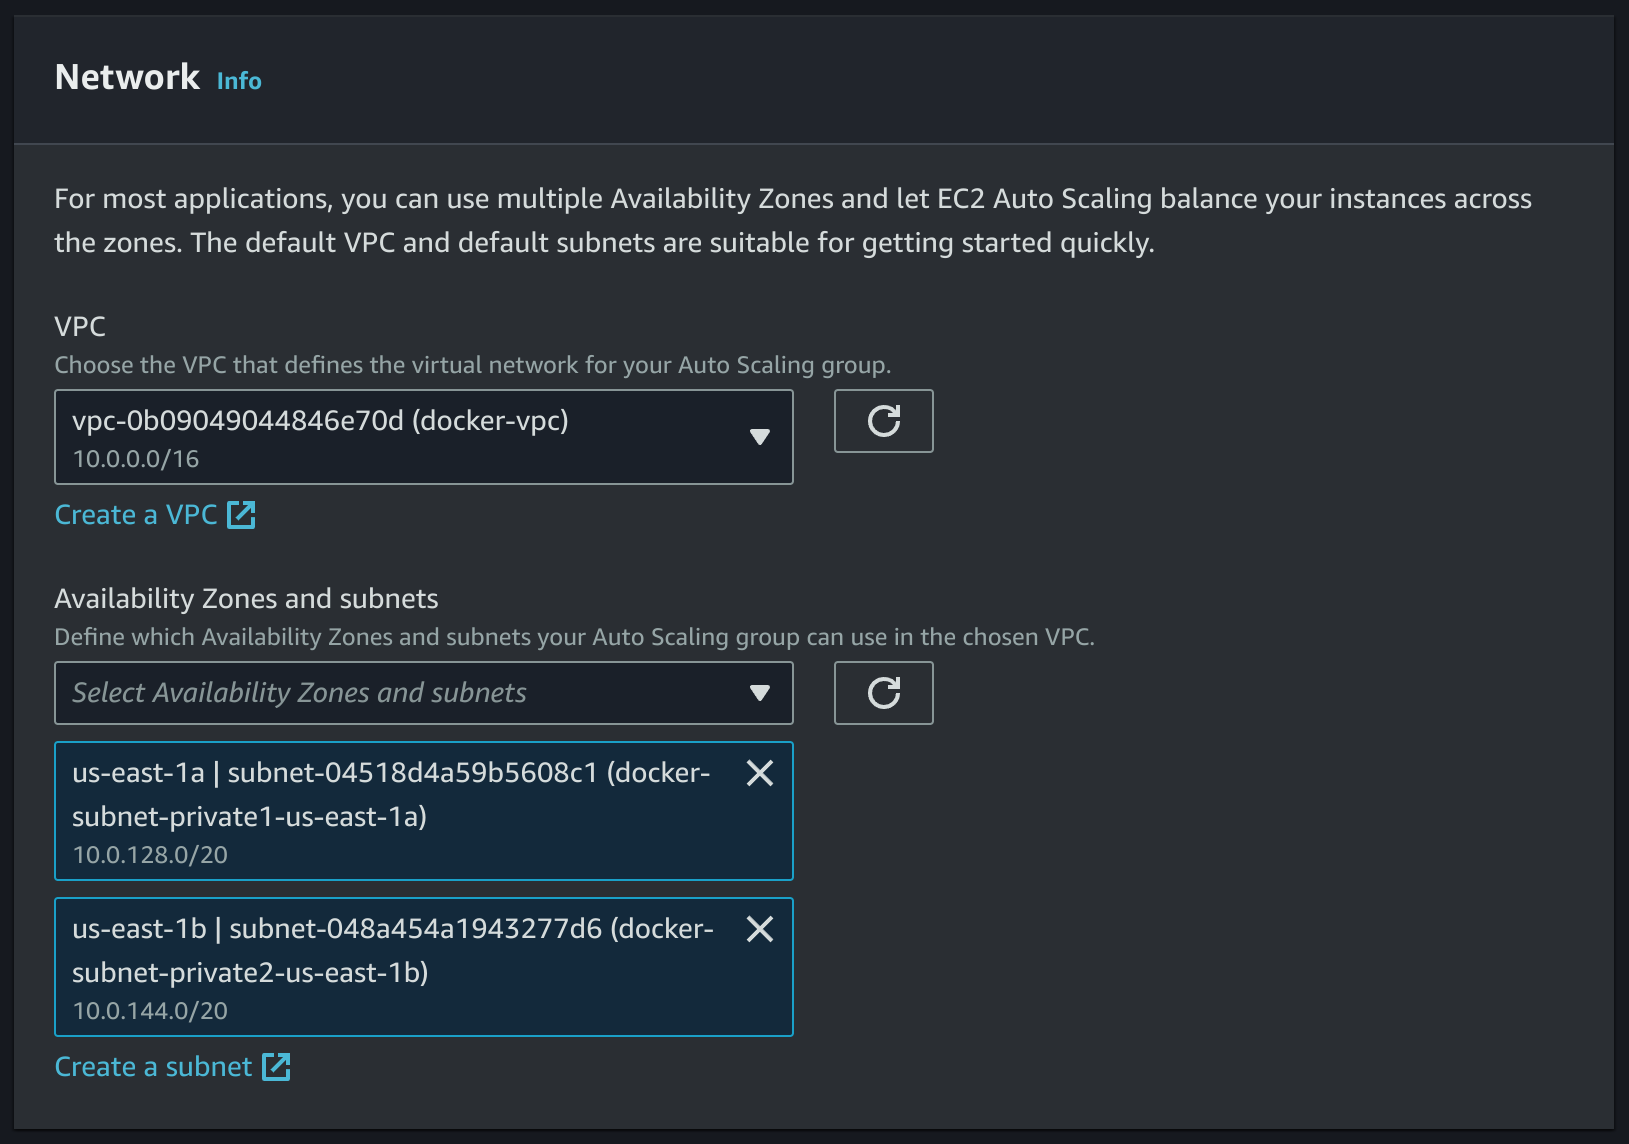 Network Info
For most applications, you can use multiple Availability Zones and let EC2 Auto Scaling balance your instances across
the zones. The default VPC and default subnets are suitable for getting started quickly.
VPC
Choose the VPC that defines the virtual network for your Auto Scaling group.
vpc-0b09049044846e70d (docker-vpc)
10.0.0.0/16
Create a VPC
Availability Zones and subnets
Define which Availability Zones and subnets your Auto Scaling group can use in the chosen VPC.
Select Availability Zones and subnets
us-east-1a | subnet-04518d4a59b5608c1 (docker-
subnet-private1-us-east-1a)
10.0.128.0/20
us-east-1b | subnet-048a454a1943277d6 (docker-
subnet-private2-us-east-1b)
10.0.144.0/20
Create a subnet